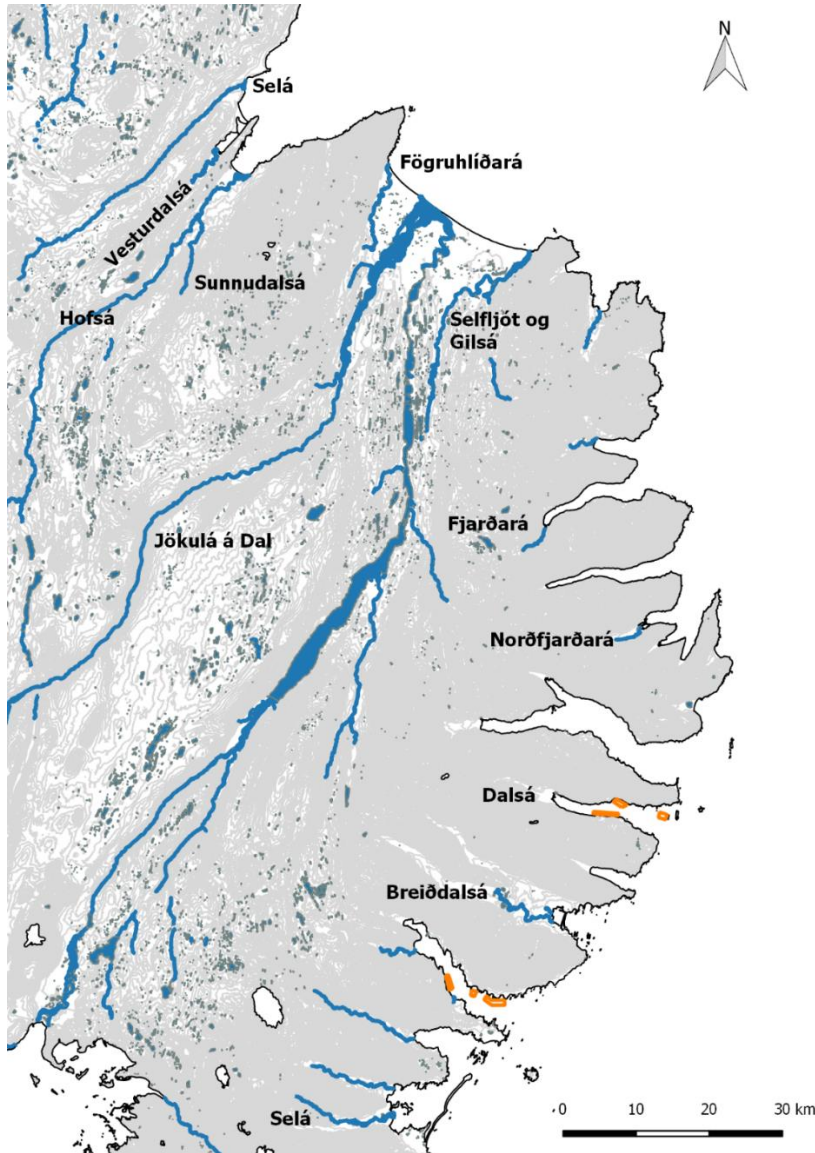 N
Selá
Fögruhlíðará
Vesturdalsá
Sunnudalsá
Hofsá
Selfljót og
Gilsá
Fjarðará
Jökulá á Dal
Norðfjarðará
Dalsá
Breiðdalsá
Selá
0 10 20 30 km